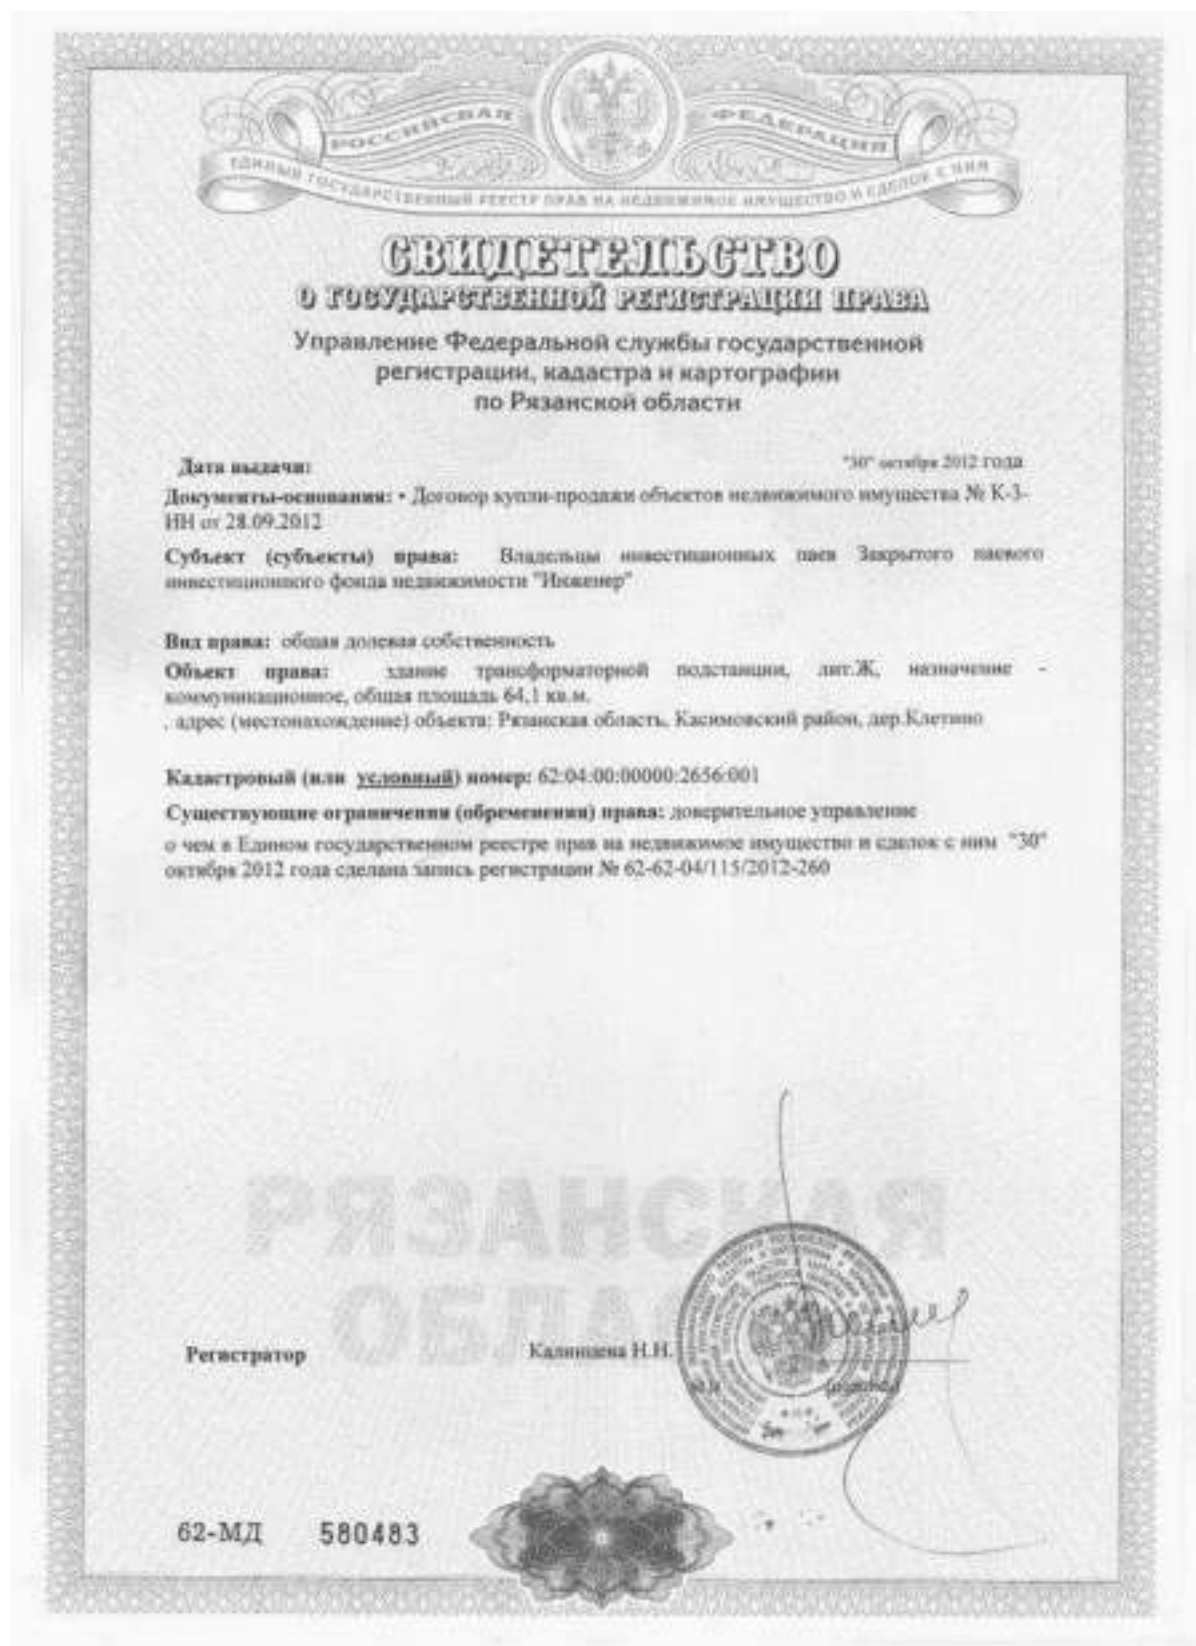 РОССИЙСКАЯ ФЕДЕРАЦИЯ
ЕДИНЫЙ ГОСУДАРСТВЕННЫЙ РЕЕСТР ПРАВ НА НЕДВИЖИМОЕ ИМУЩЕСТВО И СДЕЛОК С НИМ
СВИДЕТЕЛЬСТВО
О ГОСУДАРСТВЕННОЙ РЕГИСТРАЦИИ ПРАВА
Управление Федеральной службы государственной
регистрации, кадастра и картографии
по Рязанской области
Дата выдачи: "30" октября 2012 года
Документы-основания: • Договор купли-продажи объектов недвижимого имущества № К-3-
НН от 28.09.2012
Субъект (субъекты) права: Владельцы инвестиционных паев Закрытого паевого
инвестиционного фонда недвижимости "Инженер"
Вид права: общая долевая собственность
Объект права: здание трансформаторной подстанции, лит.Ж, назначение -
коммуникационное, общая площадь 64,1 кв.м.
, адрес (местонахождение) объекта: Рязанская область, Касимовский район, дер.Клетино
Кадастровый (или условный) номер: 62:04:00:00000:2656:001
Существующие ограничения (обременения) права: доверительное управление
о чем в Едином государственном реестре прав на недвижимое имущество и сделок с ним "30"
октября 2012 года сделана запись регистрации № 62-62-04/115/2012-260
РЯЗАНСКАЯ
Регистратор Калинцева Н.Н.
(подпись)
62-МД 580483